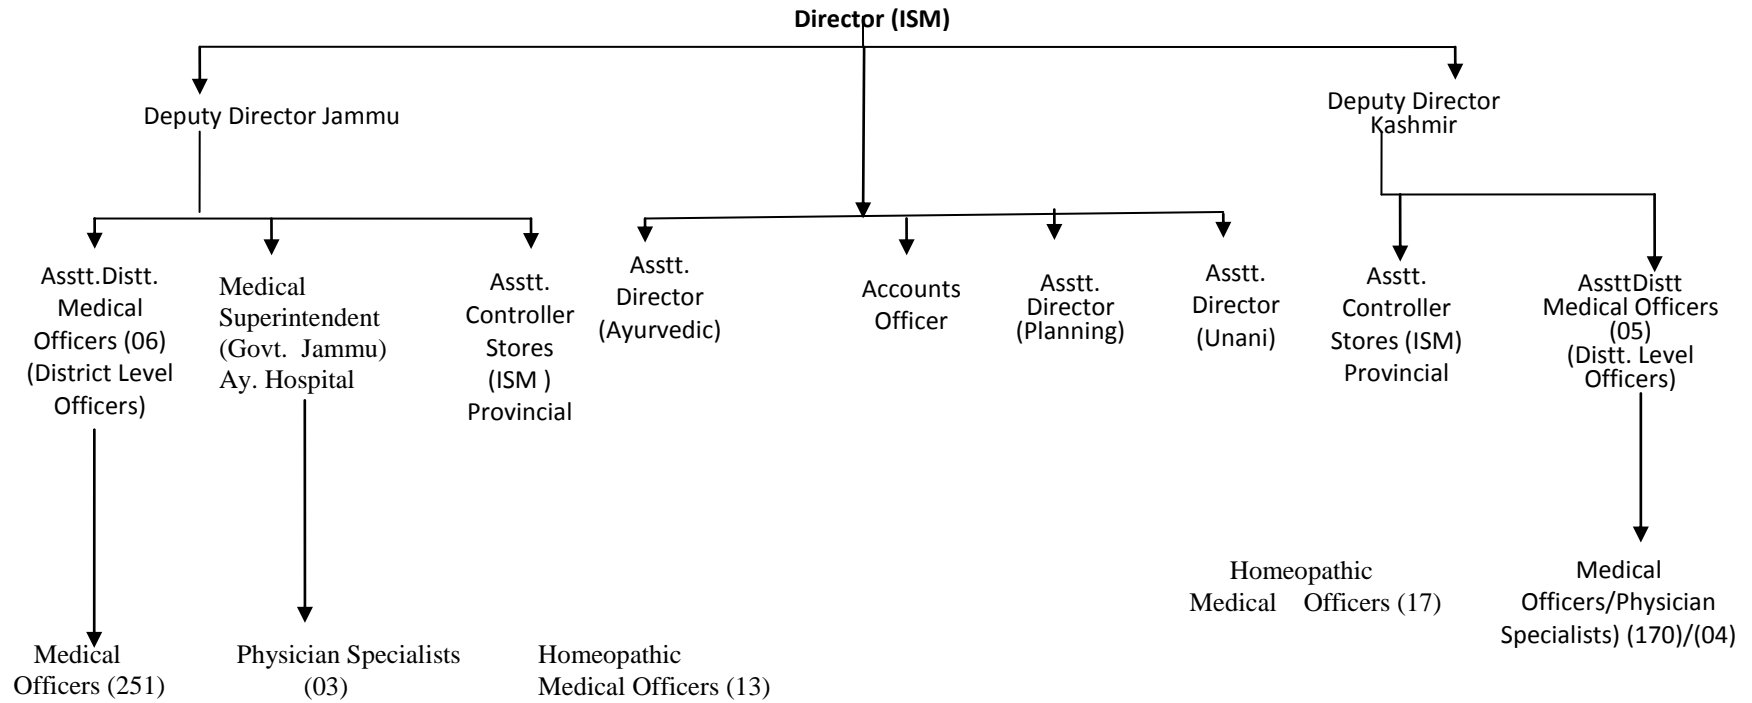 Director (ISM)
Deputy Director Jammu
Deputy Director
Kashmir
Asstt.Distt.
Medical
Officers (06)
(District Level
Officers)
Medical
Superintendent
(Govt. Jammu)
Ay. Hospital
Asstt.
Controller
Stores
(ISM )
Provincial
Asstt.
Director
(Ayurvedic)
Accounts
Officer
Asstt.
Director
(Planning)
Asstt.
Director
(Unani)
Asstt.
Controller
Stores (ISM)
Provincial
AssttDistt
Medical Officers
(05)
(Distt. Level
Officers)
Homeopathic
Medical Officers (17)
Medical
Officers/Physician
Specialists) (170)/(04)
Medical
Officers (251)
Physician Specialists
(03)
Homeopathic
Medical Officers (13)